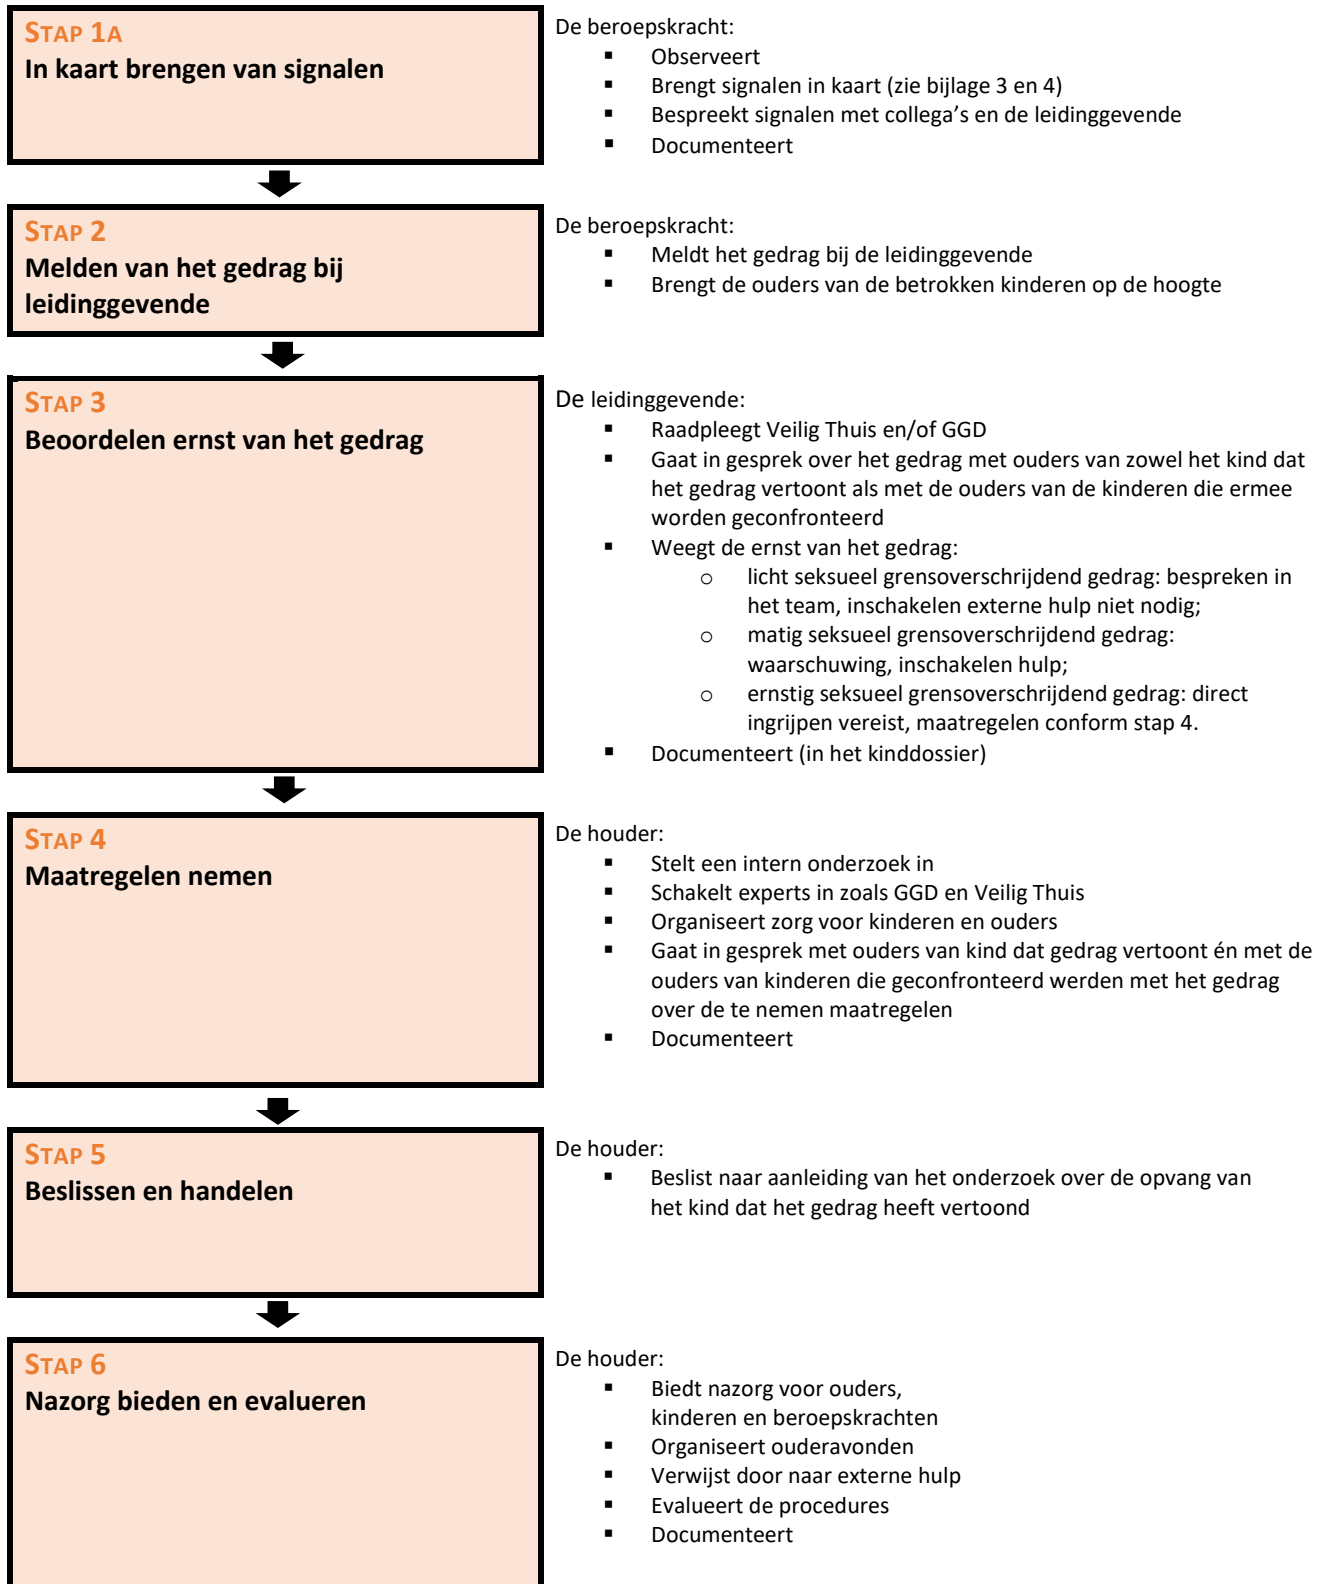 STAP 1A
In kaart brengen van signalen
De beroepskracht:
▪ Observeert
▪ Brengt signalen in kaart (zie bijlage 3 en 4)
▪ Bespreekt signalen met collega’s en de leidinggevende
▪ Documenteert
STAP 2
Melden van het gedrag bij
leidinggevende
De beroepskracht:
▪ Meldt het gedrag bij de leidinggevende
▪ Brengt de ouders van de betrokken kinderen op de hoogte
STAP 3
Beoordelen ernst van het gedrag
De leidinggevende:
▪ Raadpleegt Veilig Thuis en/of GGD
▪ Gaat in gesprek over het gedrag met ouders van zowel het kind dat
het gedrag vertoont als met de ouders van de kinderen die ermee
worden geconfronteerd
▪ Weegt de ernst van het gedrag:
o licht seksueel grensoverschrijdend gedrag: bespreken in
het team, inschakelen externe hulp niet nodig;
o matig seksueel grensoverschrijdend gedrag:
waarschuwing, inschakelen hulp;
o ernstig seksueel grensoverschrijdend gedrag: direct
ingrijpen vereist, maatregelen conform stap 4.
▪ Documenteert (in het kinddossier)
STAP 4
Maatregelen nemen
De houder:
▪ Stelt een intern onderzoek in
▪ Schakelt experts in zoals GGD en Veilig Thuis
▪ Organiseert zorg voor kinderen en ouders
▪ Gaat in gesprek met ouders van kind dat gedrag vertoont én met de
ouders van kinderen die geconfronteerd werden met het gedrag
over de te nemen maatregelen
▪ Documenteert
STAP 5
Beslissen en handelen
De houder:
▪ Beslist naar aanleiding van het onderzoek over de opvang van
het kind dat het gedrag heeft vertoond
STAP 6
Nazorg bieden en evalueren
De houder:
▪ Biedt nazorg voor ouders,
kinderen en beroepskrachten
▪ Organiseert ouderavonden
▪ Verwijst door naar externe hulp
▪ Evalueert de procedures
▪ Documenteert